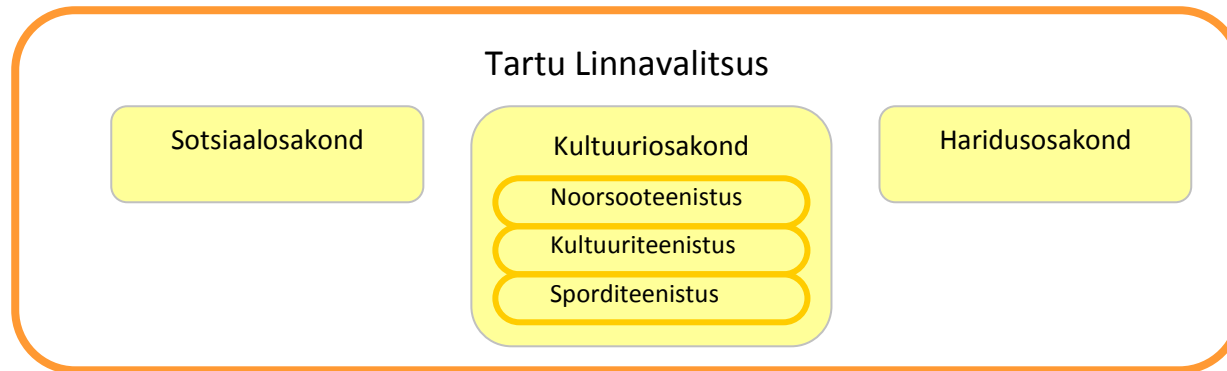 Tartu Linnavalitsus
Sotsiaalosakond
Kultuuriosakond
Noorsooteenistus
Kultuuriteenistus
Sporditeenistus
Haridusosakond